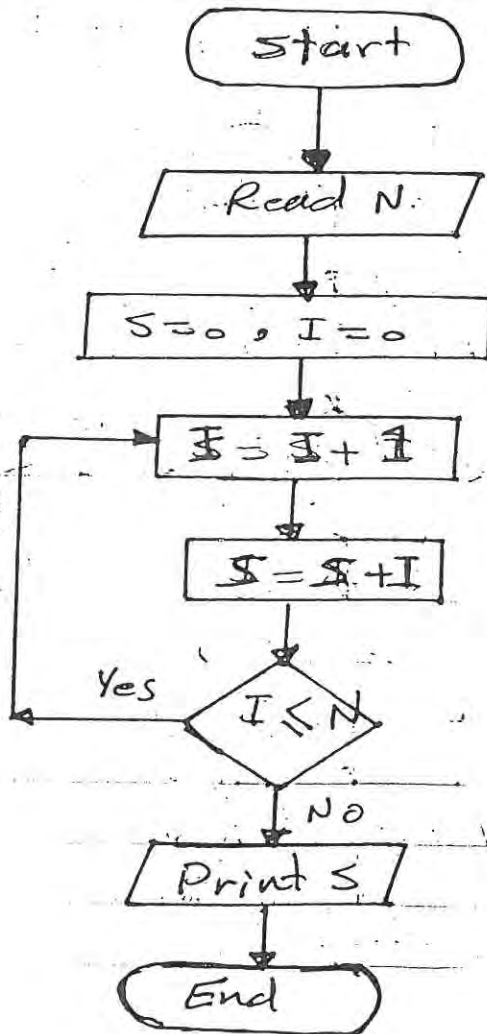 Start
Read N.
S=0, I=0
I = I + 1
S = S + I
Yes
I ≤ N
NO
Print S
End